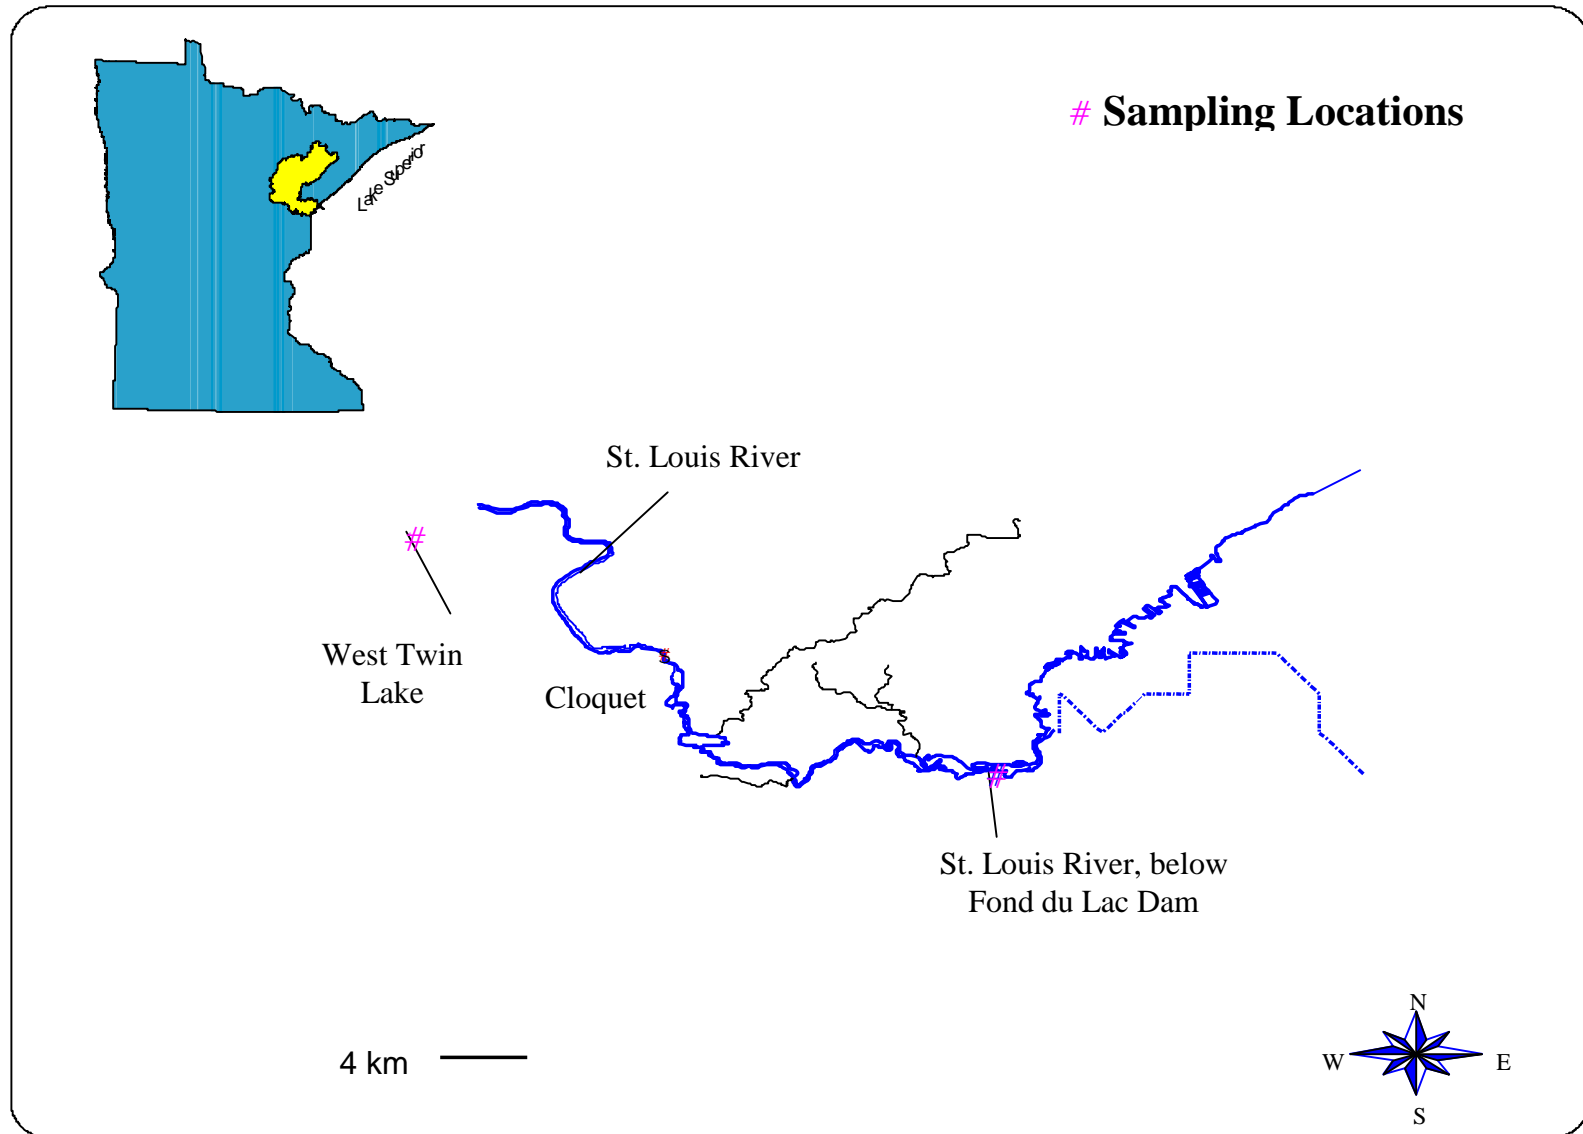 # Sampling Locations
Lake Superior
St. Louis River
#
West Twin
Lake
Cloquet
#
St. Louis River, below
Fond du Lac Dam
4 km
N
W
E
S